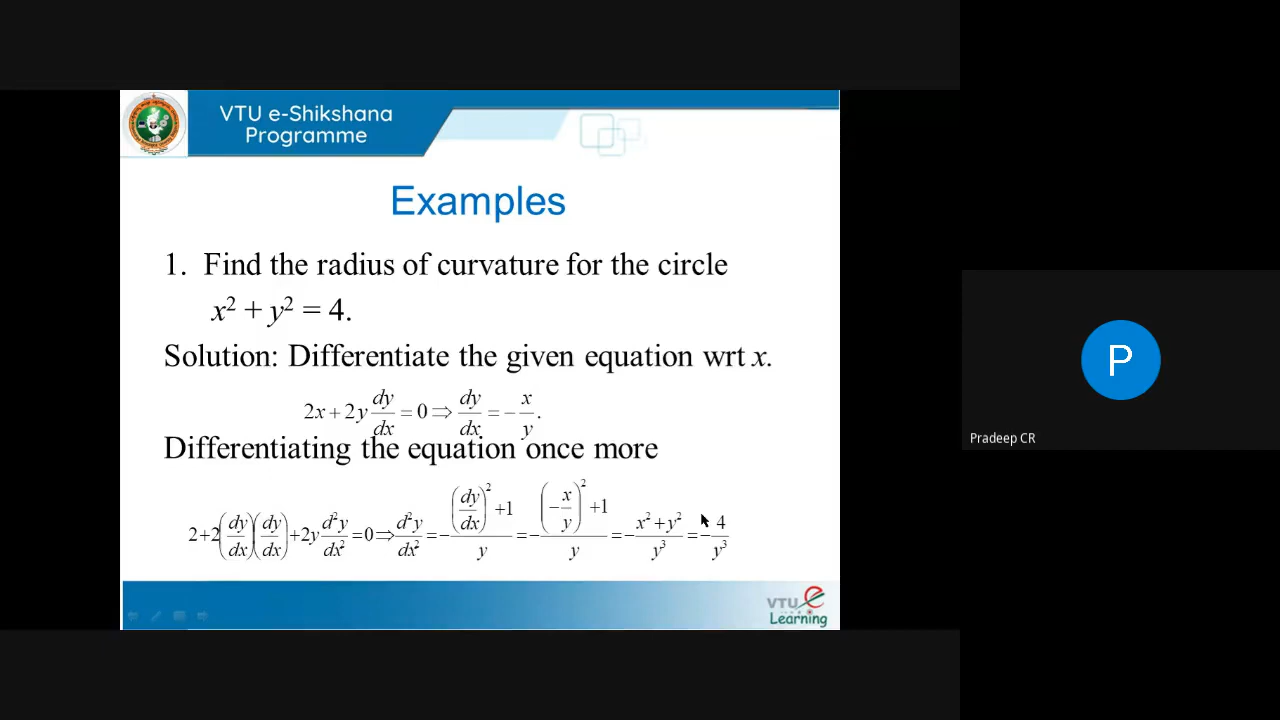 VTU e-Shikshana
Programme
Examples
1. Find the radius of curvature for the circle
x² + y² = 4.
Solution: Differentiate the given equation wrt x.
2x + 2y dy/dx = 0 ⇒ dy/dx = − x/y.
Differentiating the equation once more
2 + 2(dy/dx)(dy/dx) + 2y d²y/dx² = 0 ⇒ d²y/dx² = − ((dy/dx)² + 1)/y = − ((−x/y)² + 1)/y = − (x² + y²)/y³ = − 4/y³
VTU e
Learning
P
Pradeep CR